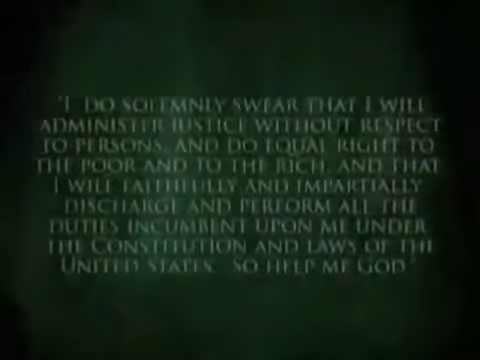 "I DO SOLEMNLY SWEAR THAT I WILL
ADMINISTER JUSTICE WITHOUT RESPECT
TO PERSONS, AND DO EQUAL RIGHT TO
THE POOR AND TO THE RICH, AND THAT
I WILL FAITHFULLY AND IMPARTIALLY
DISCHARGE AND PERFORM ALL THE
DUTIES INCUMBENT UPON ME UNDER
THE CONSTITUTION AND LAWS OF THE
UNITED STATES. SO HELP ME GOD."